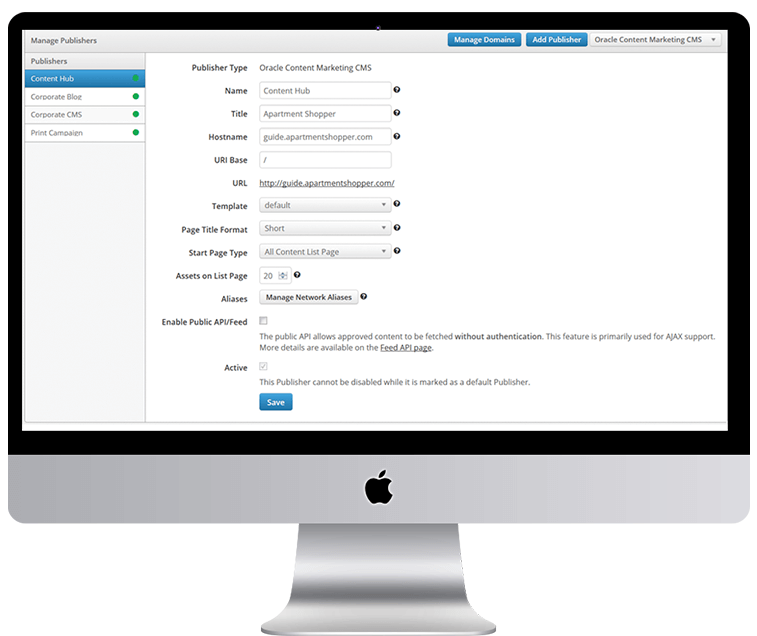 Manage Publishers
Manage Domains
Add Publisher
Oracle Content Marketing CMS
Publishers
Content Hub
Corporate Blog
Corporate CMS
Print Campaign
Publisher Type
Oracle Content Marketing CMS
Name
Content Hub
Title
Apartment Shopper
Hostname
guide.apartmentshopper.com
URI Base
/
URL
http://guide.apartmentshopper.com/
Template
default
Page Title Format
Short
Start Page Type
All Content List Page
Assets on List Page
20
Aliases
Manage Network Aliases
Enable Public API/Feed
The public API allows approved content to be fetched without authentication. This feature is primarily used for AJAX support.
More details are available on the Feed API page.
Active
This Publisher cannot be disabled while it is marked as a default Publisher.
Save